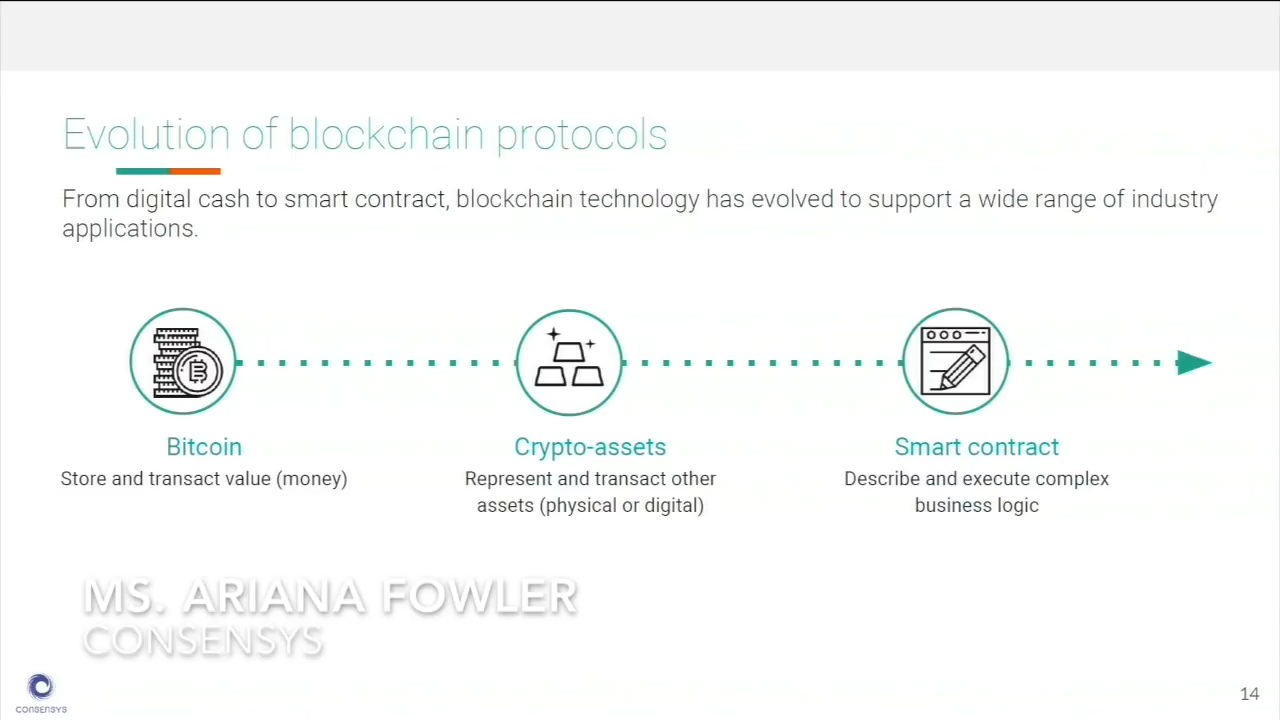 Evolution of blockchain protocols
From digital cash to smart contract, blockchain technology has evolved to support a wide range of industry
applications.
Bitcoin
Store and transact value (money)
Crypto-assets
Represent and transact other
assets (physical or digital)
Smart contract
Describe and execute complex
business logic
MS. ARIANA FOWLER
CONSENSYS
CONSENSYS
14